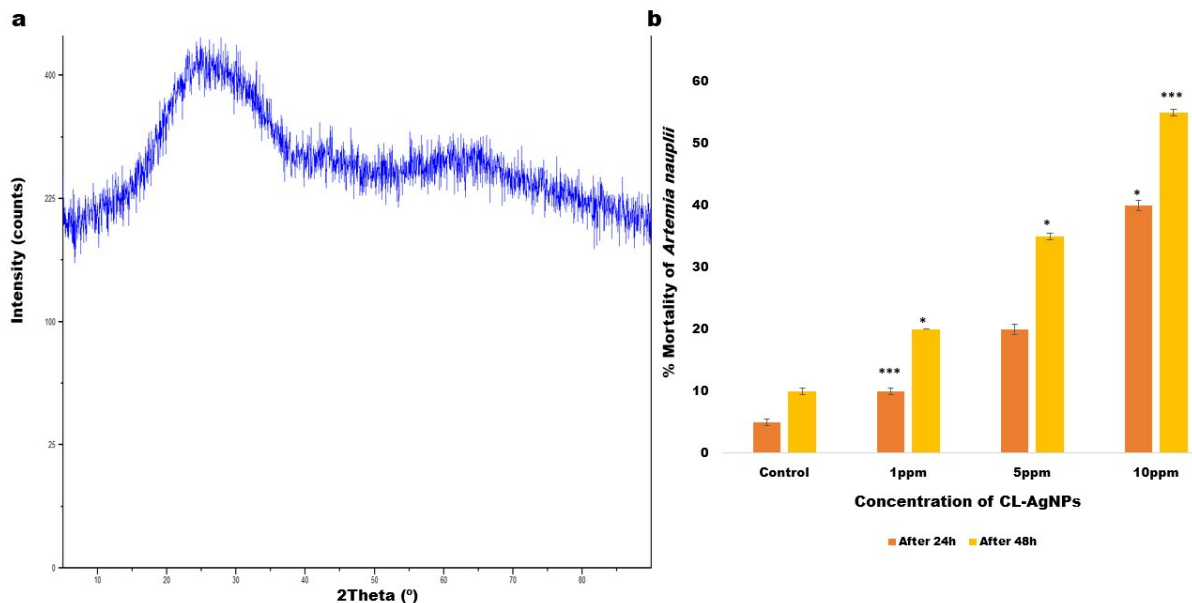 a
400
225
100
25
0
Intensity (counts)
10 20 30 40 50 60 70 80
2Theta (º)
b
60
50
40
30
20
10
0
% Mortality of Artemia nauplii
***
*
*
*
***
Control 1ppm 5ppm 10ppm
Concentration of CL-AgNPs
After 24h After 48h